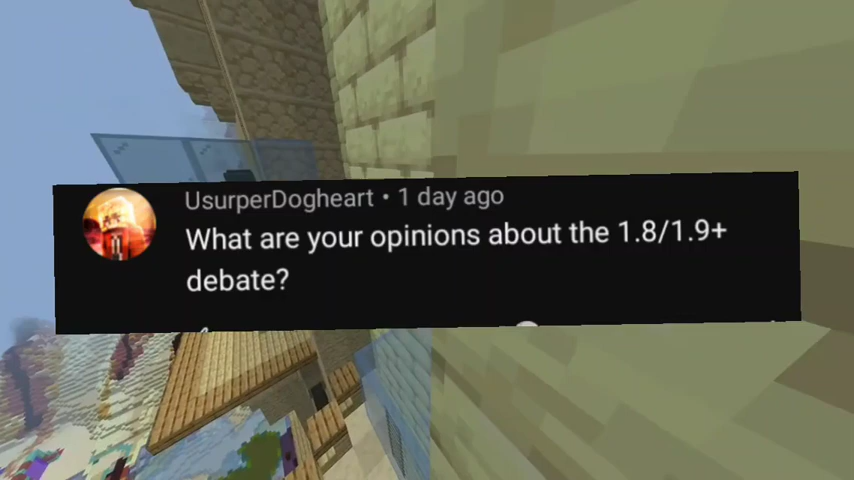 UsurperDogheart • 1 day ago
What are your opinions about the 1.8/1.9+
debate?